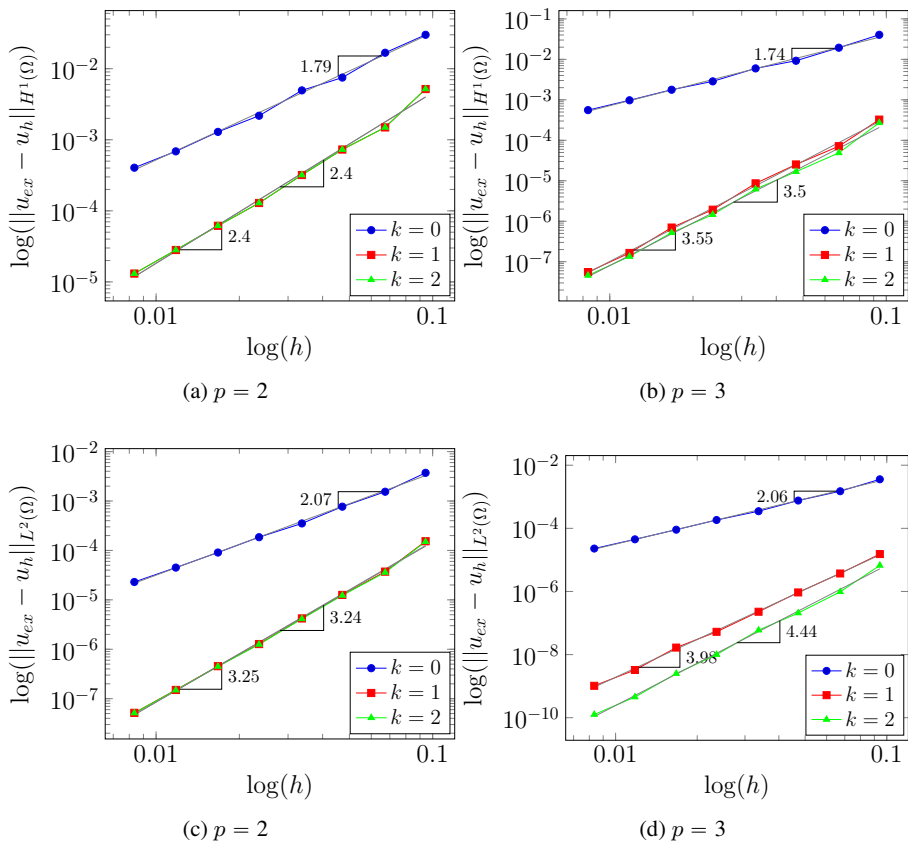 log(||u_{ex} − u_h||_{H^1(Ω)})
10^{−2}
10^{−3}
10^{−4}
10^{−5}
1.79
2.4
2.4
k = 0
k = 1
k = 2
0.01
0.1
log(h)
(a) p = 2
log(||u_{ex} − u_h||_{H^1(Ω)})
10^{−1}
10^{−2}
10^{−3}
10^{−4}
10^{−5}
10^{−6}
10^{−7}
1.74
3.5
3.55
k = 0
k = 1
k = 2
0.01
0.1
log(h)
(b) p = 3
log(||u_{ex} − u_h||_{L^2(Ω)})
10^{−2}
10^{−3}
10^{−4}
10^{−5}
10^{−6}
10^{−7}
2.07
3.24
3.25
k = 0
k = 1
k = 2
0.01
0.1
log(h)
(c) p = 2
log(||u_{ex} − u_h||_{L^2(Ω)})
10^{−2}
10^{−4}
10^{−6}
10^{−8}
10^{−10}
2.06
4.44
3.98
k = 0
k = 1
k = 2
0.01
0.1
log(h)
(d) p = 3